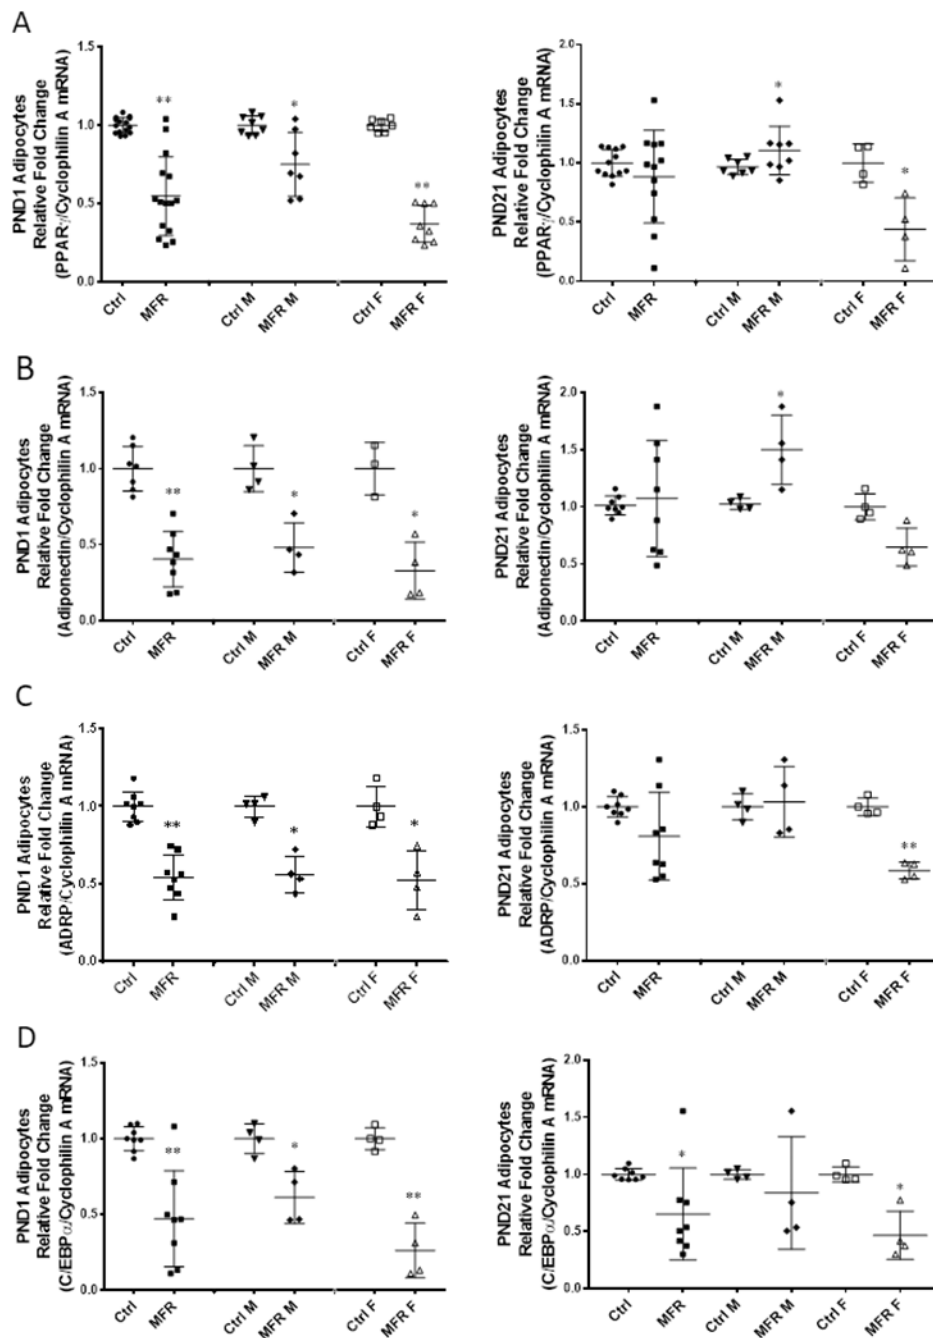 A
PND1 Adipocytes
Relative Fold Change
(PPARγ/Cyclophilin A mRNA)
1.5
1.0
0.5
0.0
**
*
**
Ctrl
MFR
Ctrl M
MFR M
Ctrl F
MFR F
PND21 Adipocytes
Relative Fold Change
(PPARγ/Cyclophilin A mRNA)
2.0
1.5
1.0
0.5
0.0
*
*
Ctrl
MFR
Ctrl M
MFR M
Ctrl F
MFR F
B
PND1 Adipocytes
Relative Fold Change
(Adiponectin/Cyclophilin A mRNA)
1.5
1.0
0.5
0.0
**
*
*
Ctrl
MFR
Ctrl M
MFR M
Ctrl F
MFR F
PND21 Adipocytes
Relative Fold Change
(Adiponectin/Cyclophilin A mRNA)
2.0
1.5
1.0
0.5
0.0
*
Ctrl
MFR
Ctrl M
MFR M
Ctrl F
MFR F
C
PND1 Adipocytes
Relative Fold Change
(ADRP/Cyclophilin A mRNA)
1.5
1.0
0.5
0.0
**
*
*
Ctrl
MFR
Ctrl M
MFR M
Ctrl F
MFR F
PND21 Adipocytes
Relative Fold Change
(ADRP/Cyclophilin A mRNA)
1.5
1.0
0.5
0.0
**
Ctrl
MFR
Ctrl M
MFR M
Ctrl F
MFR F
D
PND1 Adipocytes
Relative Fold Change
(C/EBPα/Cyclophilin A mRNA)
1.5
1.0
0.5
0.0
**
*
**
Ctrl
MFR
Ctrl M
MFR M
Ctrl F
MFR F
PND21 Adipocytes
Relative Fold Change
(C/EBPα/Cyclophilin A mRNA)
2.0
1.5
1.0
0.5
0.0
*
*
Ctrl
MFR
Ctrl M
MFR M
Ctrl F
MFR F